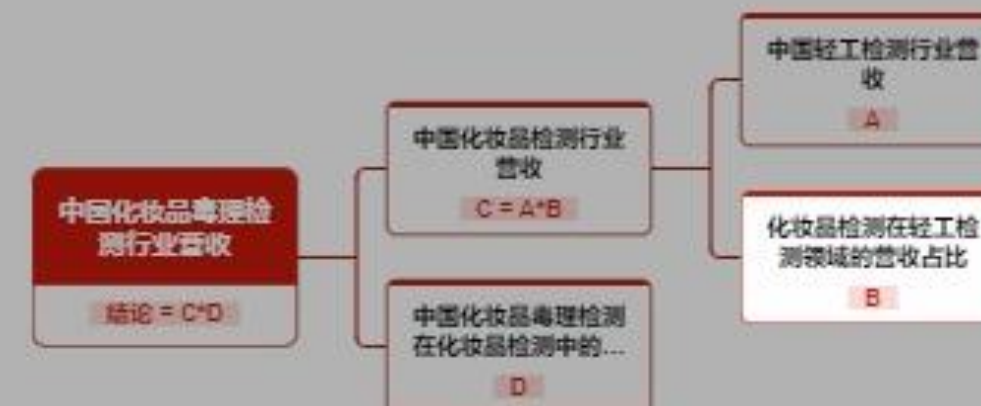 中国化妆品毒理检
测行业营收
结论 = C*D
中国化妆品检测行业
营收
C = A*B
中国化妆品毒理检测
在化妆品检测中的...
D
中国轻工检测行业营
收
A
化妆品检测在轻工检
测领域的营收占比
B